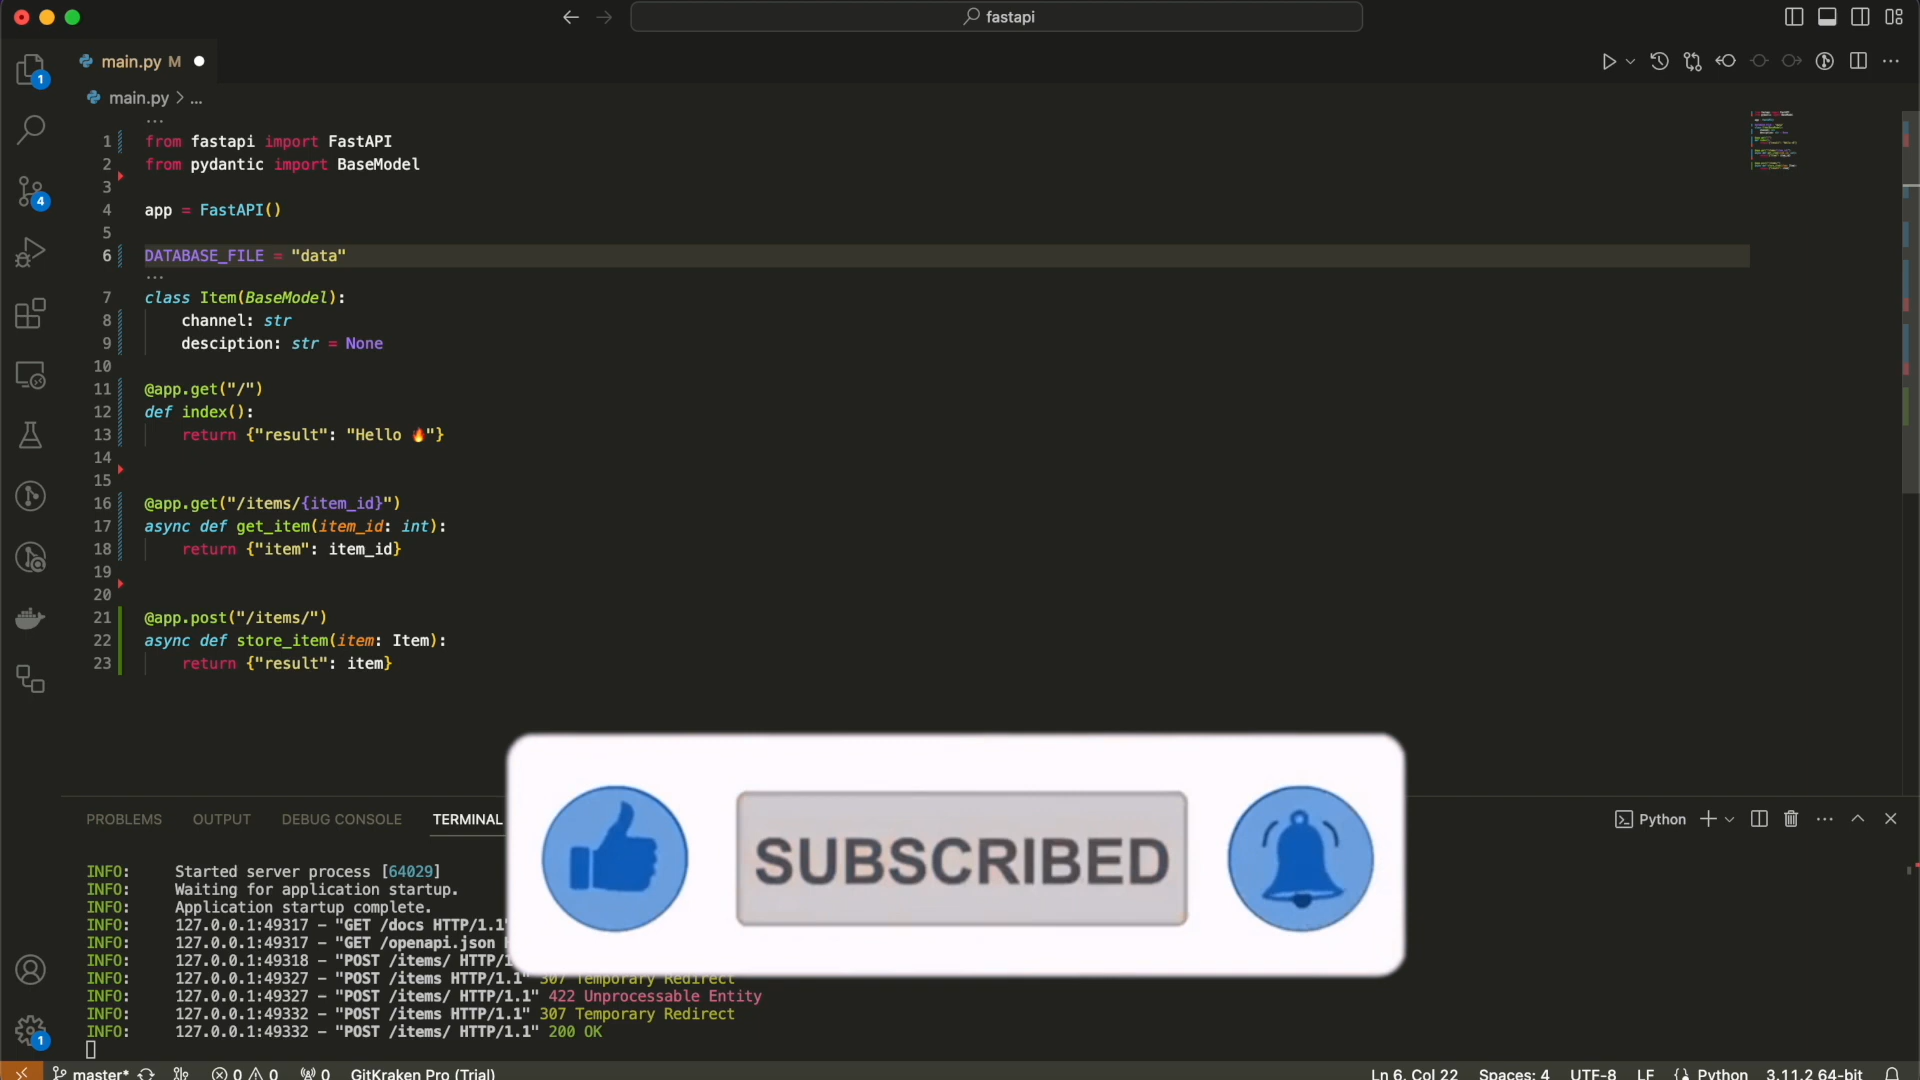 fastapi
main.py M
main.py > ...
...
1 from fastapi import FastAPI
2 from pydantic import BaseModel
3
4 app = FastAPI()
5
6 DATABASE_FILE = "data"
...
7 class Item(BaseModel):
8 channel: str
9 desciption: str = None
10
11 @app.get("/")
12 def index():
13 return {"result": "Hello 🔥"}
14
15
16 @app.get("/items/{item_id}")
17 async def get_item(item_id: int):
18 return {"item": item_id}
19
20
21 @app.post("/items/")
22 async def store_item(item: Item):
23 return {"result": item}
PROBLEMS OUTPUT DEBUG CONSOLE TERMINAL
Python
SUBSCRIBED
INFO: Started server process [64029]
INFO: Waiting for application startup.
INFO: Application startup complete.
INFO: 127.0.0.1:49317 – "GET /docs HTTP/1.1"
INFO: 127.0.0.1:49317 – "GET /openapi.json
INFO: 127.0.0.1:49318 – "POST /items/
INFO: 127.0.0.1:49327 – "POST /items HTTP/1.1" 307 Temporary Redirect
INFO: 127.0.0.1:49327 – "POST /items/ HTTP/1.1" 422 Unprocessable Entity
INFO: 127.0.0.1:49332 – "POST /items HTTP/1.1" 307 Temporary Redirect
INFO: 127.0.0.1:49332 – "POST /items/ HTTP/1.1" 200 OK
1
4
1
master* 0 0 0 GitKraken Pro (Trial) Ln 6, Col 22 Spaces: 4 UTF-8 LF Python 3.11.2 64-bit